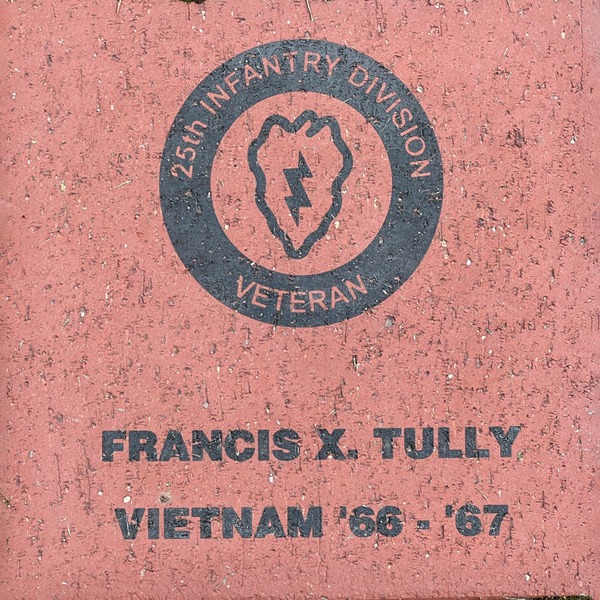 25th INFANTRY DIVISION
VETERAN
FRANCIS X. TULLY
VIETNAM '66 - '67